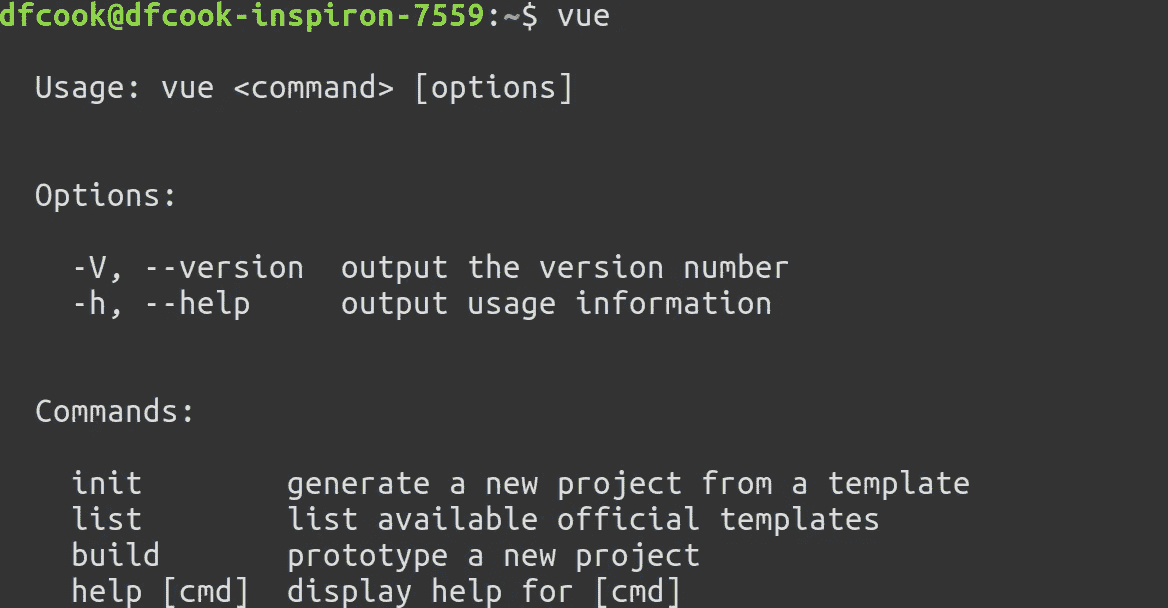 dfcook@dfcook-inspiron-7559:~$ vue
Usage: vue <command> [options]
Options:
-V, --version  output the version number
-h, --help     output usage information
Commands:
init        generate a new project from a template
list        list available official templates
build       prototype a new project
help [cmd]  display help for [cmd]